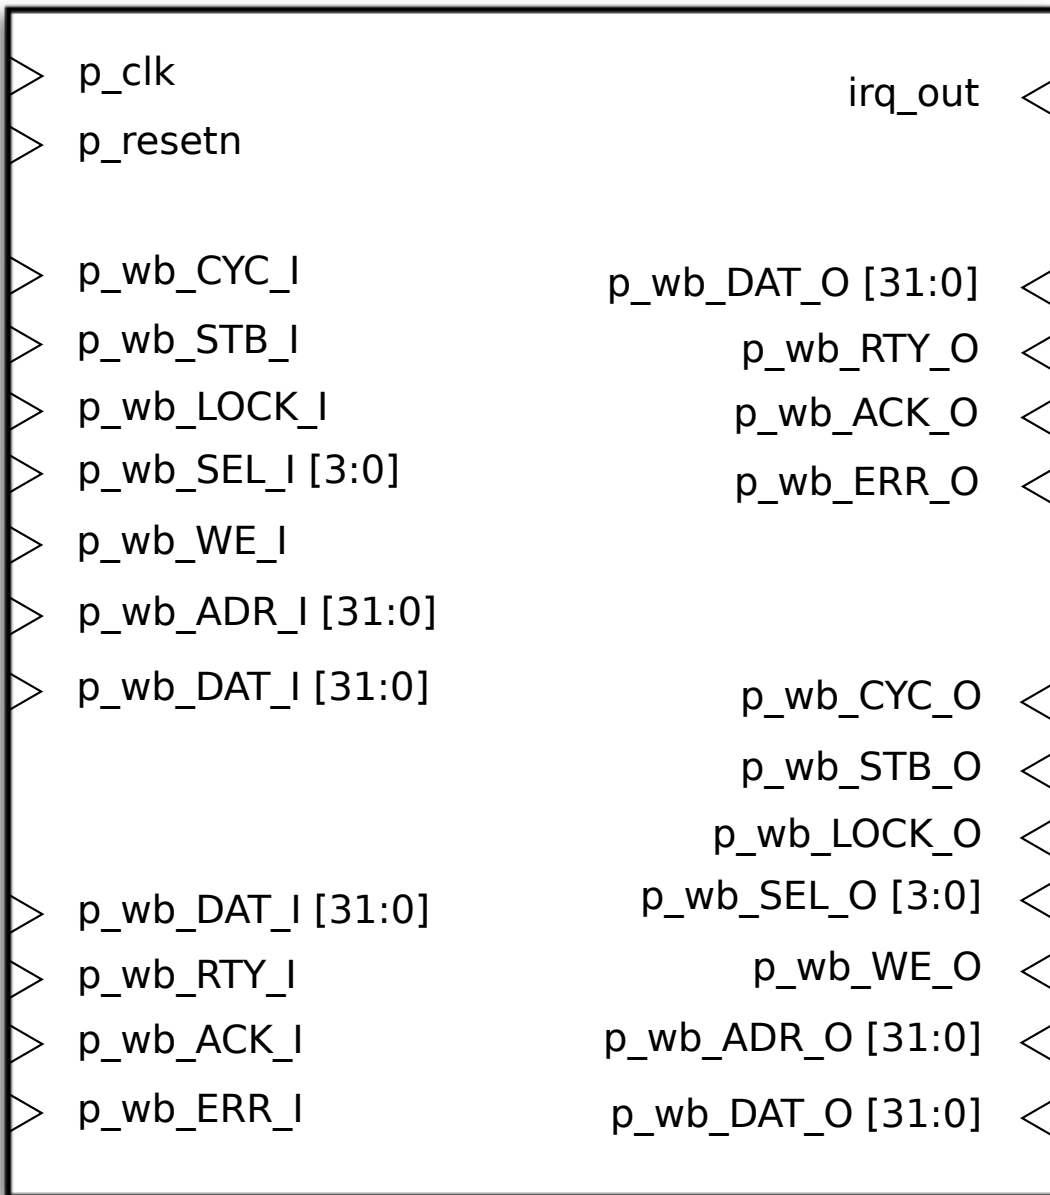 p_clk
p_resetn
p_wb_CYC_I
p_wb_STB_I
p_wb_LOCK_I
p_wb_SEL_I [3:0]
p_wb_WE_I
p_wb_ADR_I [31:0]
p_wb_DAT_I [31:0]
p_wb_DAT_I [31:0]
p_wb_RTY_I
p_wb_ACK_I
p_wb_ERR_I
irq_out
p_wb_DAT_O [31:0]
p_wb_RTY_O
p_wb_ACK_O
p_wb_ERR_O
p_wb_CYC_O
p_wb_STB_O
p_wb_LOCK_O
p_wb_SEL_O [3:0]
p_wb_WE_O
p_wb_ADR_O [31:0]
p_wb_DAT_O [31:0]